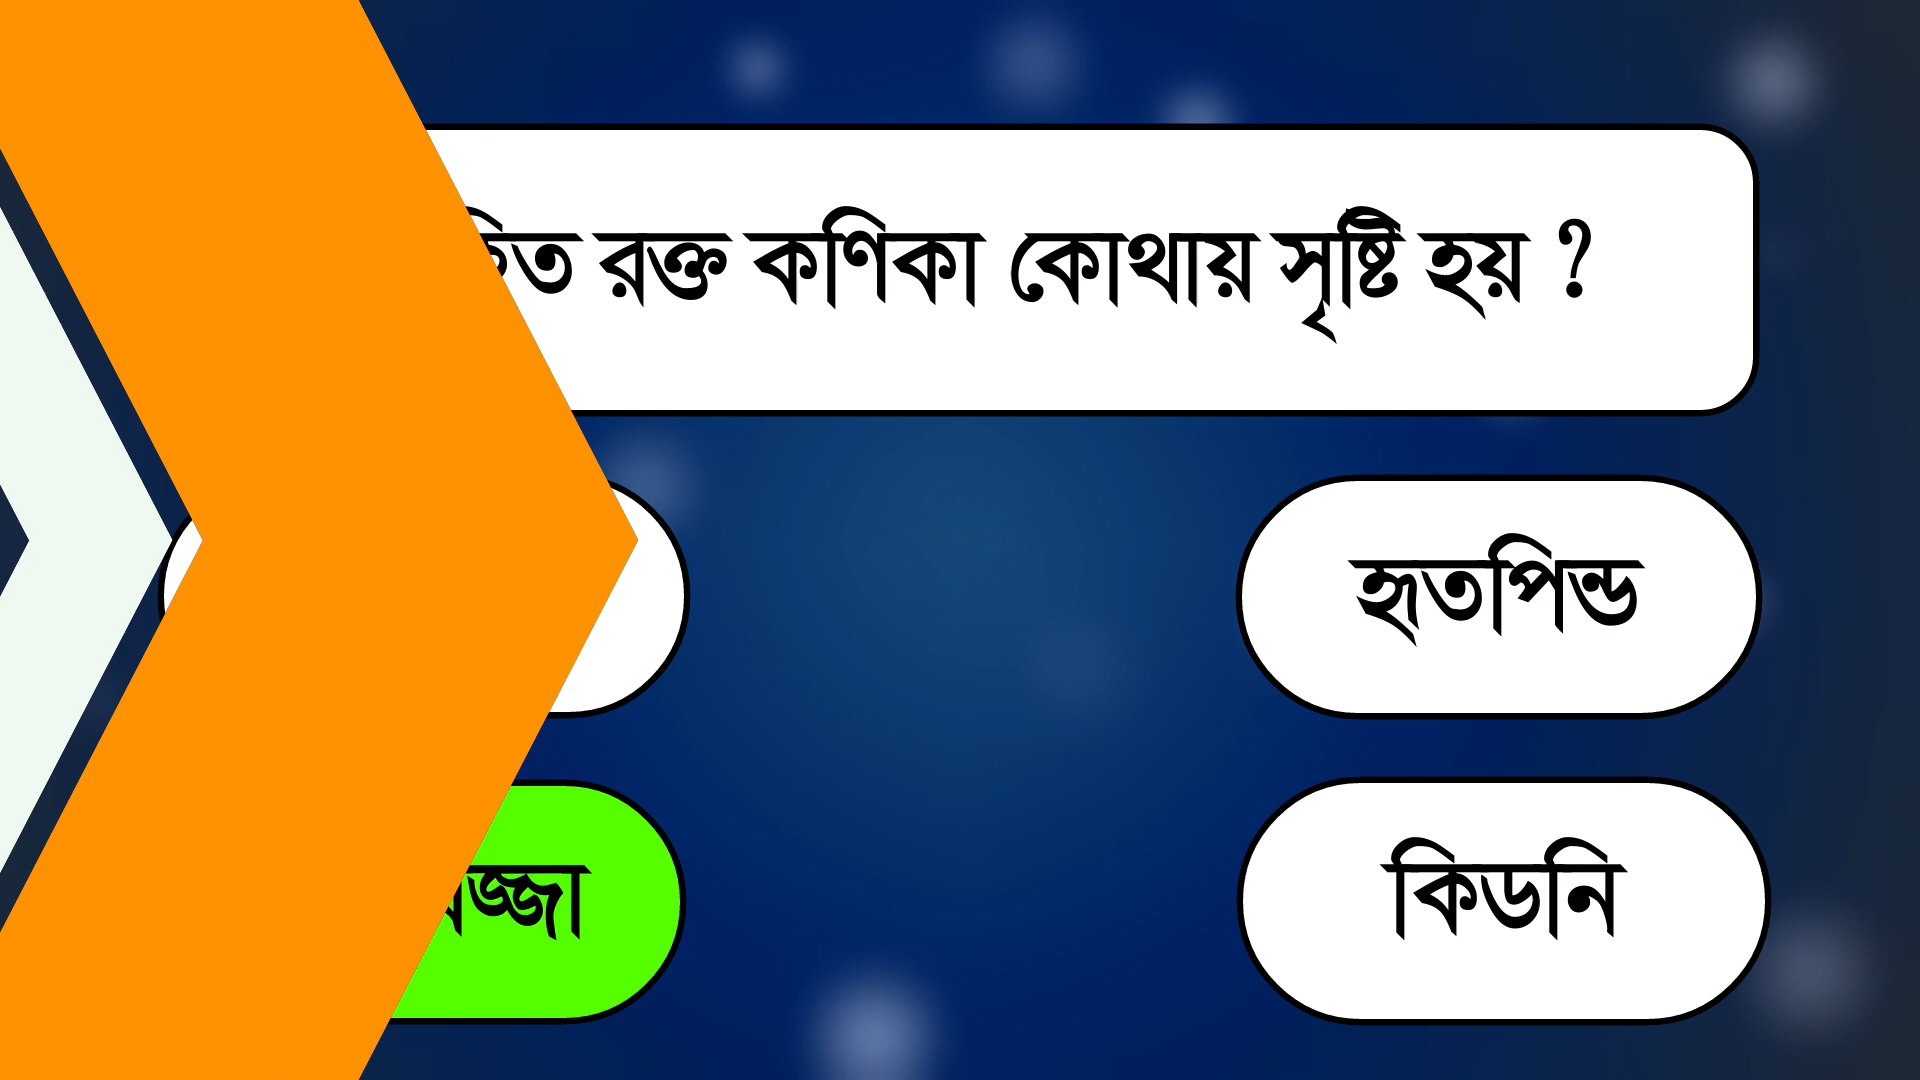 রক্ত কণিকা কোথায় সৃষ্টি হয় ?
হৃতপিন্ড
কিডনি